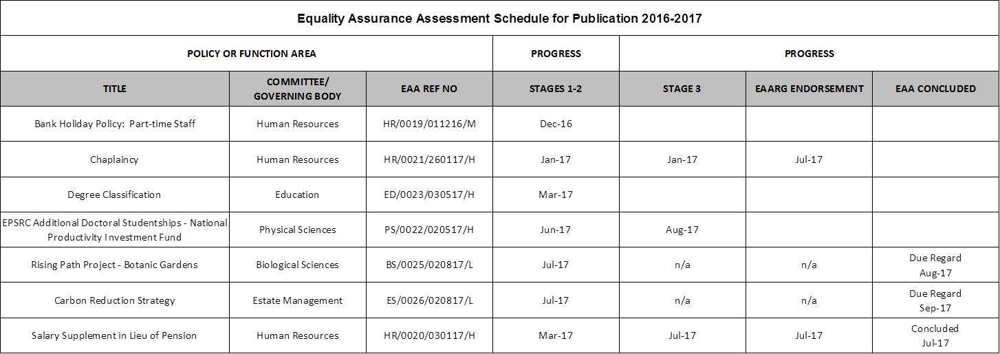 Equality Assurance Assessment Schedule for Publication 2016-2017
POLICY OR FUNCTION AREA PROGRESS PROGRESS
TITLE COMMITTEE/ GOVERNING BODY EAA REF NO STAGES 1-2 STAGE 3 EAARG ENDORSEMENT EAA CONCLUDED
Bank Holiday Policy: Part-time Staff Human Resources HR/0019/011216/M Dec-16
Chaplaincy Human Resources HR/0021/260117/H Jan-17 Jan-17 Jul-17
Degree Classification Education ED/0023/030517/H Mar-17
EPSRC Additional Doctoral Studentships - National Productivity Investment Fund Physical Sciences PS/0022/020517/H Jun-17 Aug-17
Rising Path Project - Botanic Gardens Biological Sciences BS/0025/020817/L Jul-17 n/a n/a Due Regard Aug-17
Carbon Reduction Strategy Estate Management ES/0026/020817/L Jul-17 n/a n/a Due Regard Sep-17
Salary Supplement in Lieu of Pension Human Resources HR/0020/030117/H Mar-17 Jul-17 Jul-17 Concluded Jul-17